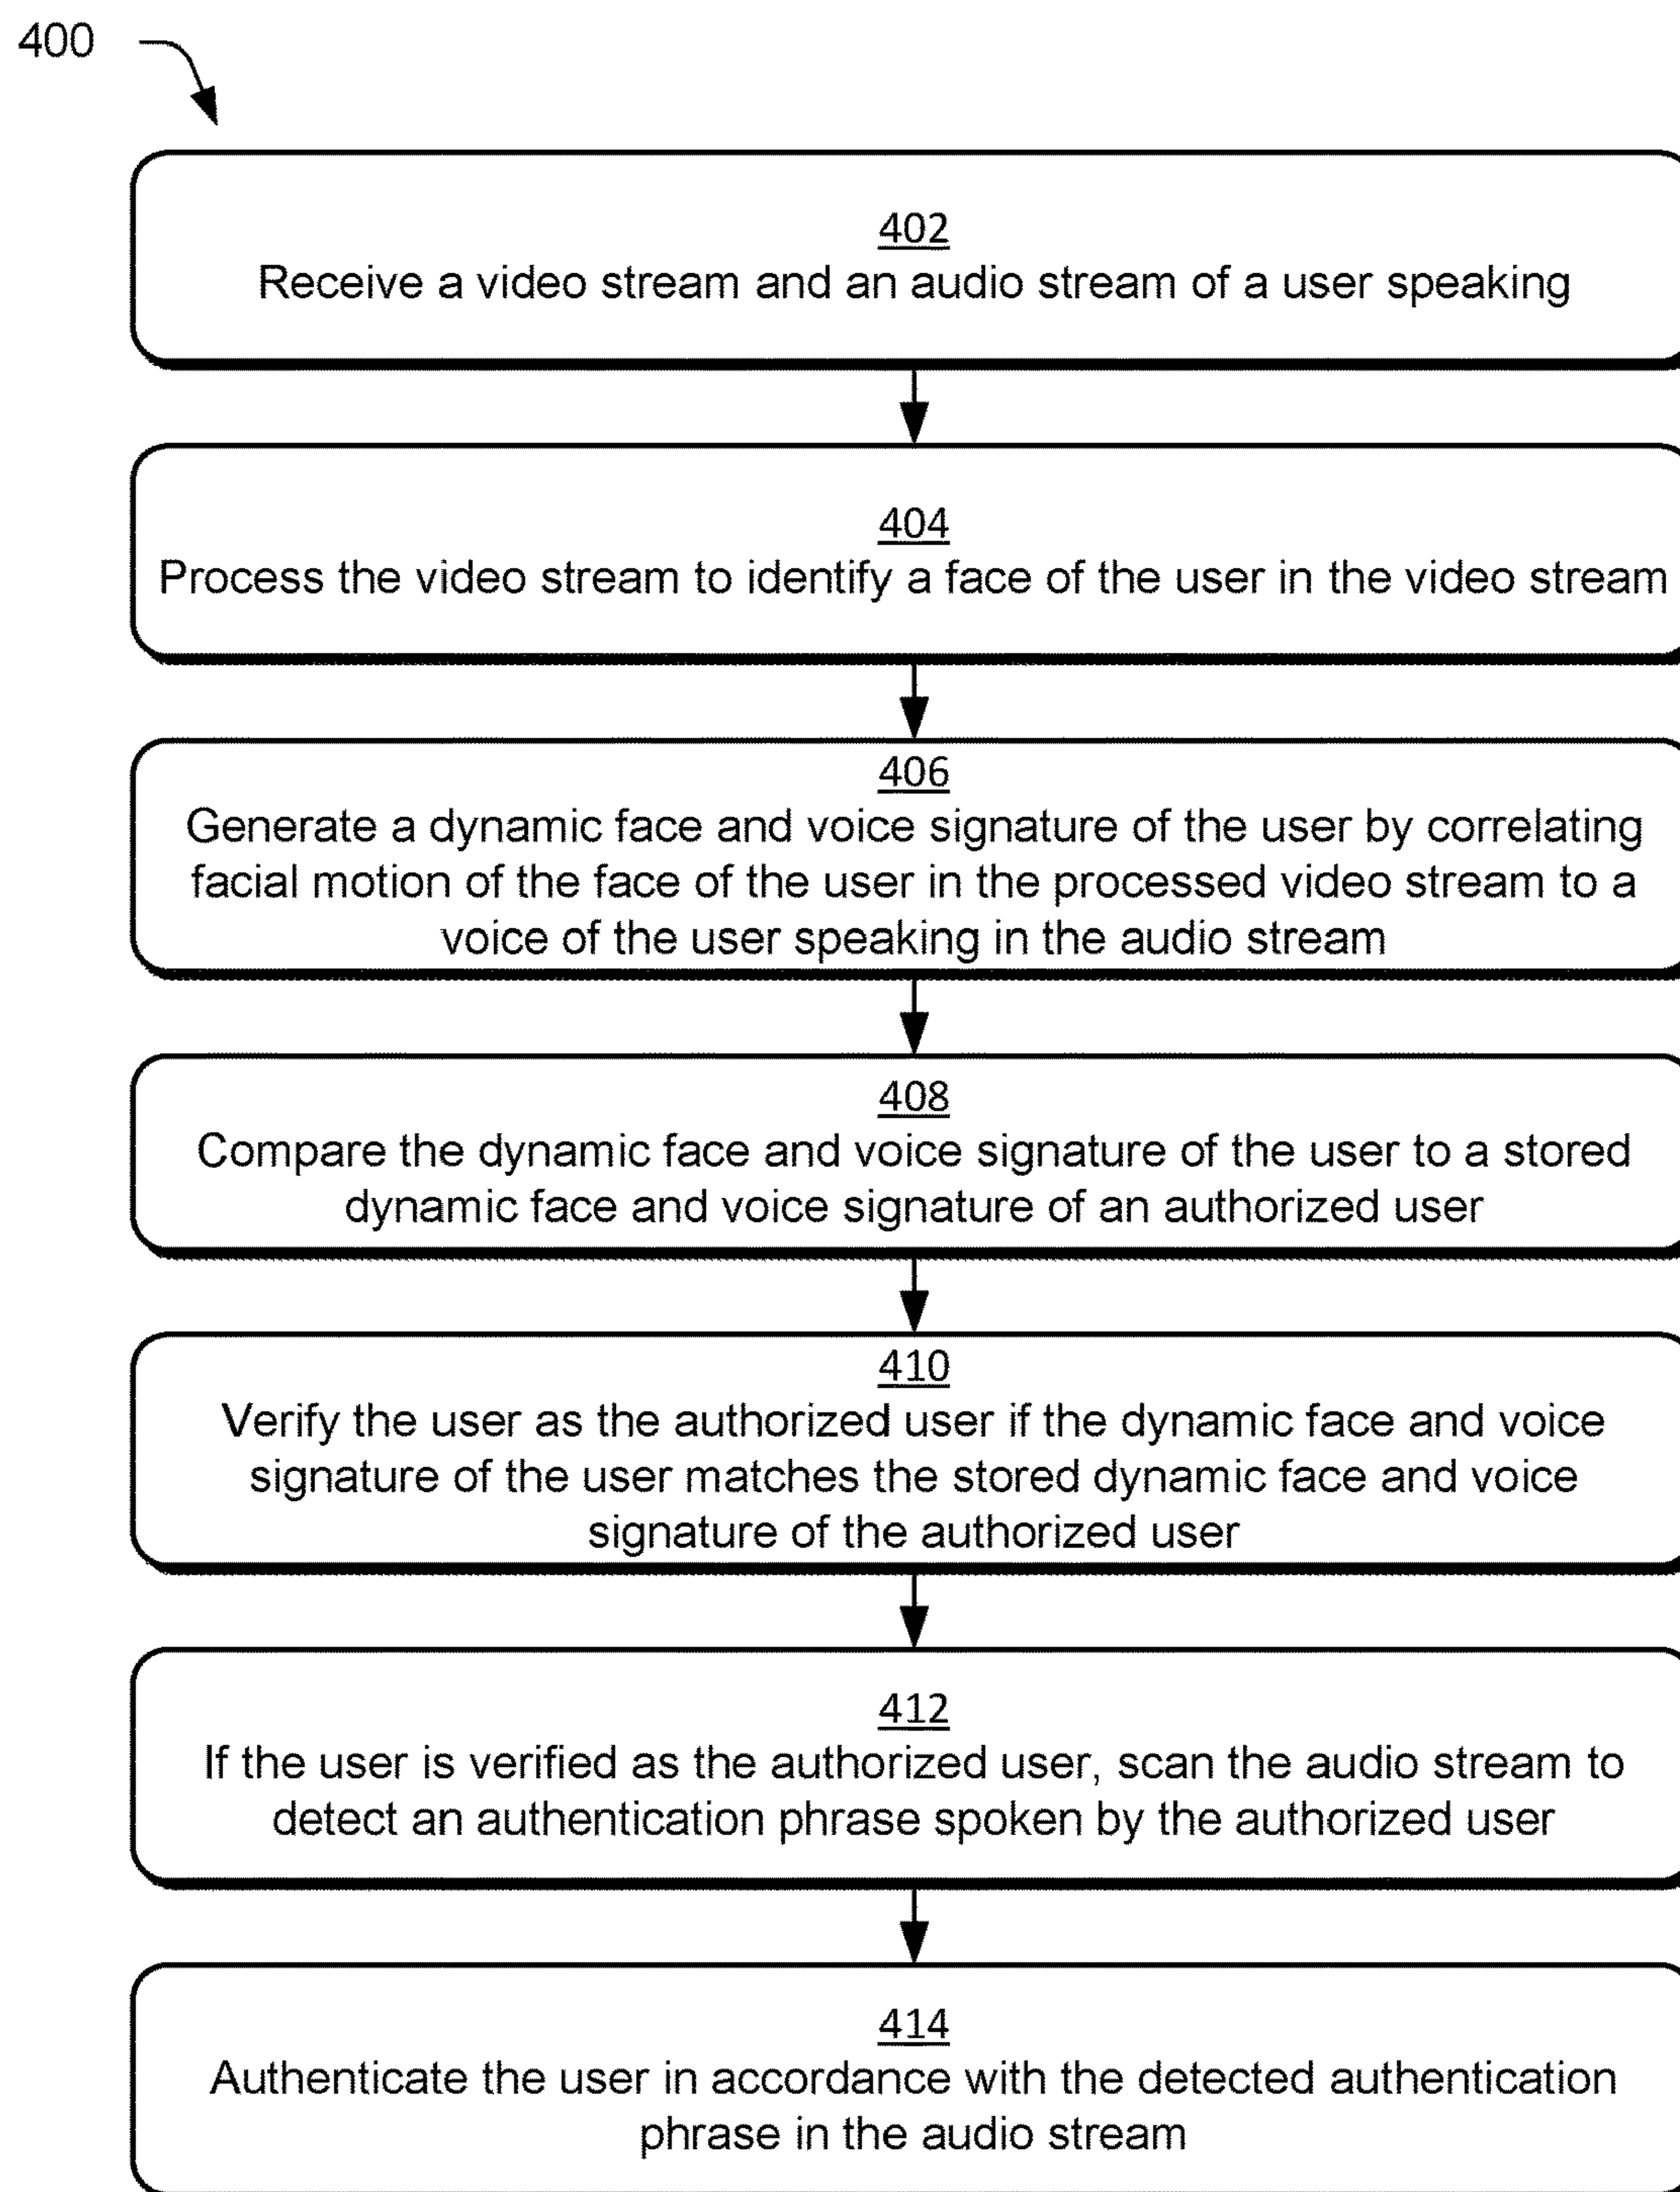 400
402
Receive a video stream and an audio stream of a user speaking
404
Process the video stream to identify a face of the user in the video stream
406
Generate a dynamic face and voice signature of the user by correlating
facial motion of the face of the user in the processed video stream to a
voice of the user speaking in the audio stream
408
Compare the dynamic face and voice signature of the user to a stored
dynamic face and voice signature of an authorized user
410
Verify the user as the authorized user if the dynamic face and voice
signature of the user matches the stored dynamic face and voice
signature of the authorized user
412
If the user is verified as the authorized user, scan the audio stream to
detect an authentication phrase spoken by the authorized user
414
Authenticate the user in accordance with the detected authentication
phrase in the audio stream